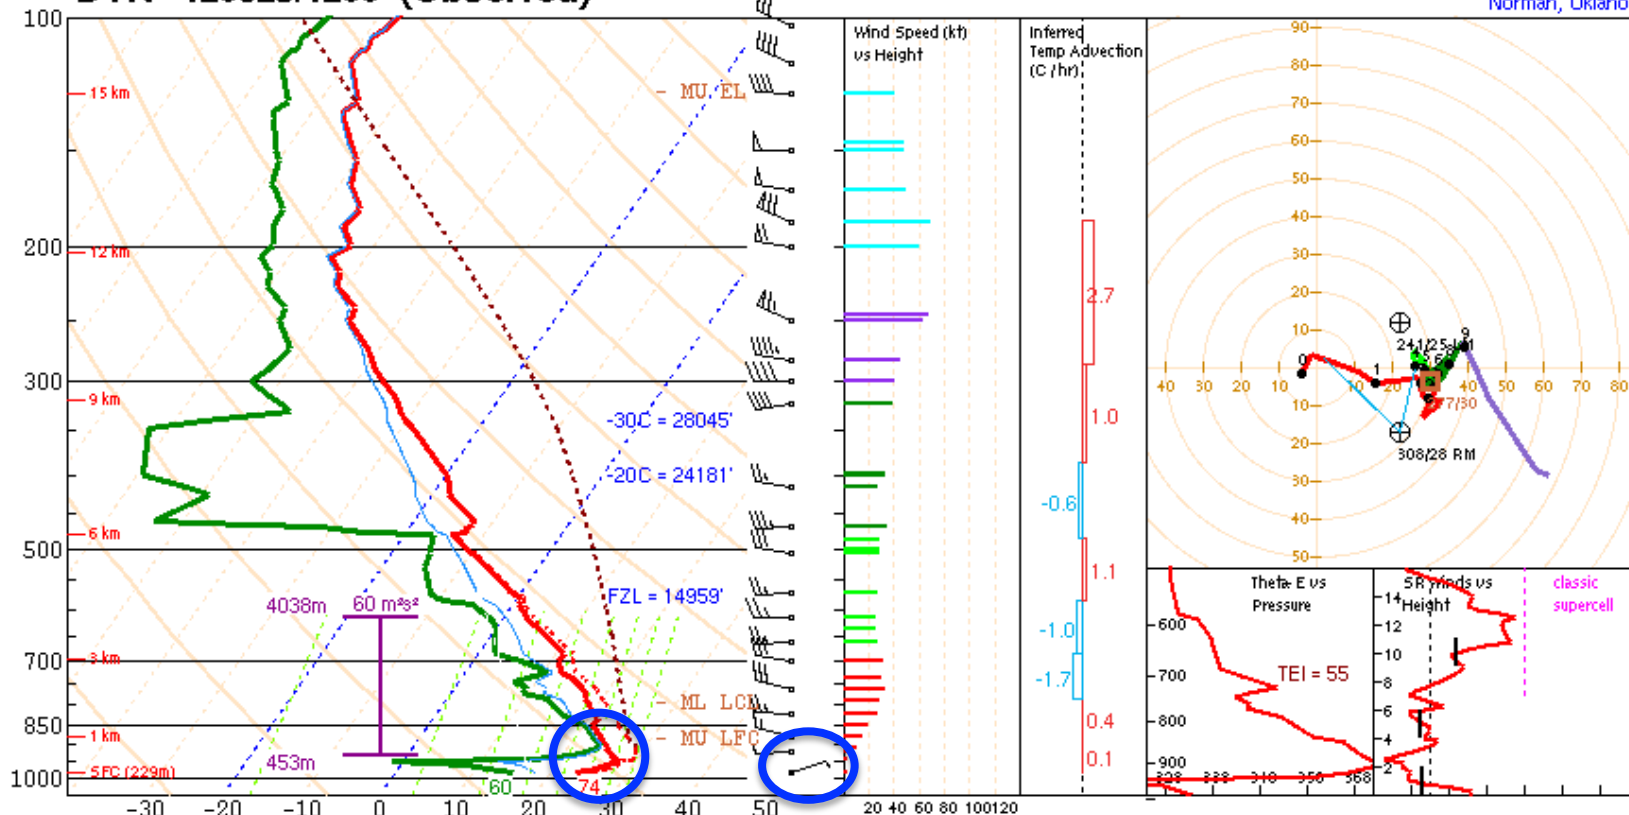 Norman, Oklaho
100
200
300
500
700
850
1000
15 km
12 km
9 km
6 km
3 km
1 km
SFC (229m)
MU EL
-30C = 28045'
-20C = 24181'
FZL = 14959'
ML LCL
MU LFC
4038m
60 m²s²
453m
60
74
-30
-20
-10
0
10
20
30
40
50
Wind Speed (kt)
vs Height
20 40 60 80 100120
Inferred
Temp Advection
(C / hr)
2.7
1.0
-0.6
1.1
-1.0
-1.7
0.4
0.1
90
80
70
60
50
40
30
20
10
40 30 20 10
20
40 50 60 70 80
10
20
30
40
50
0
1
9
308/28 RM
Theta-E vs
Pressure
600
700
800
900
TEI = 55
SR Winds vs
Height
14
12
10
8
6
4
2
classic
supercell